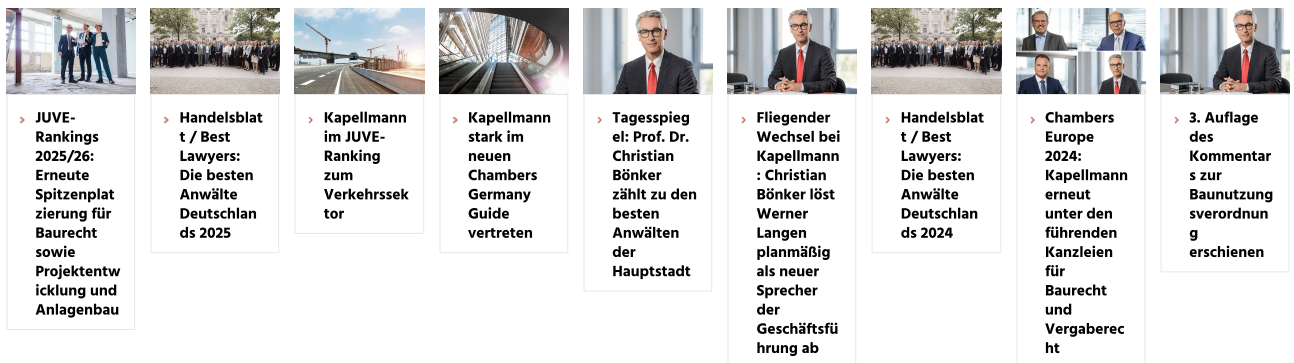 JUVE-
Rankings
2025/26:
Erneute
Spitzenplat
zierung für
Baurecht
sowie
Projektentw
icklung und
Anlagenbau
Handelsblat
t / Best
Lawyers:
Die besten
Anwälte
Deutschlan
ds 2025
Kapellmann
im JUVE-
Ranking
zum
Verkehrssek
tor
Kapellmann
stark im
neuen
Chambers
Germany
Guide
vertreten
Tagesspieg
el: Prof. Dr.
Christian
Bönker
zählt zu den
besten
Anwälten
der
Hauptstadt
Fliegender
Wechsel bei
Kapellmann
: Christian
Bönker löst
Werner
Langen
planmäßig
als neuer
Sprecher
der
Geschäftsfü
hrung ab
Handelsblat
t / Best
Lawyers:
Die besten
Anwälte
Deutschlan
ds 2024
Chambers
Europe
2024:
Kapellmann
erneut
unter den
führenden
Kanzleien
für
Baurecht
und
Vergaberec
ht
3. Auflage
des
Kommentar
s zur
Baunutzung
sverordnun
g
erschienen